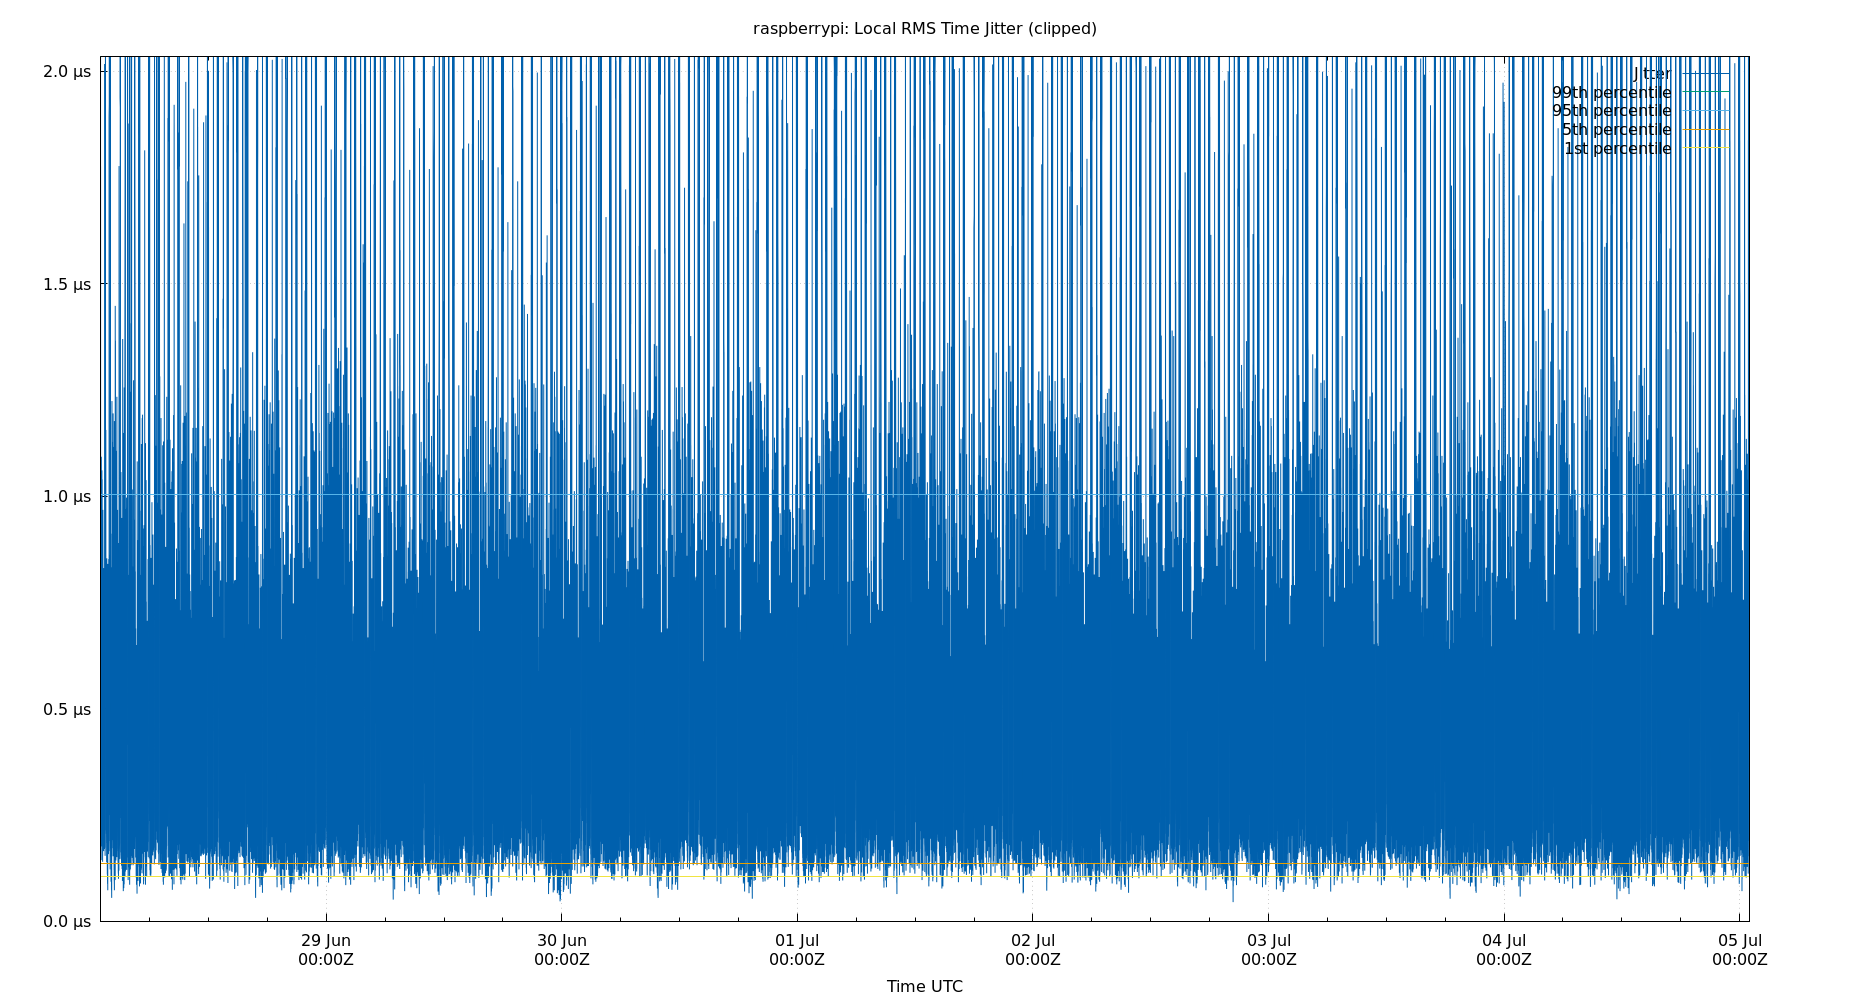 raspberrypi: Local RMS Time Jitter (clipped)
2.0 µs
1.5 µs
1.0 µs
0.5 µs
0.0 µs
Jitter
99th percentile
95th percentile
5th percentile
1st percentile
29 Jun 30 Jun 01 Jul 02 Jul 03 Jul 04 Jul 05 Jul
00:00Z 00:00Z 00:00Z 00:00Z 00:00Z 00:00Z 00:00Z
Time UTC